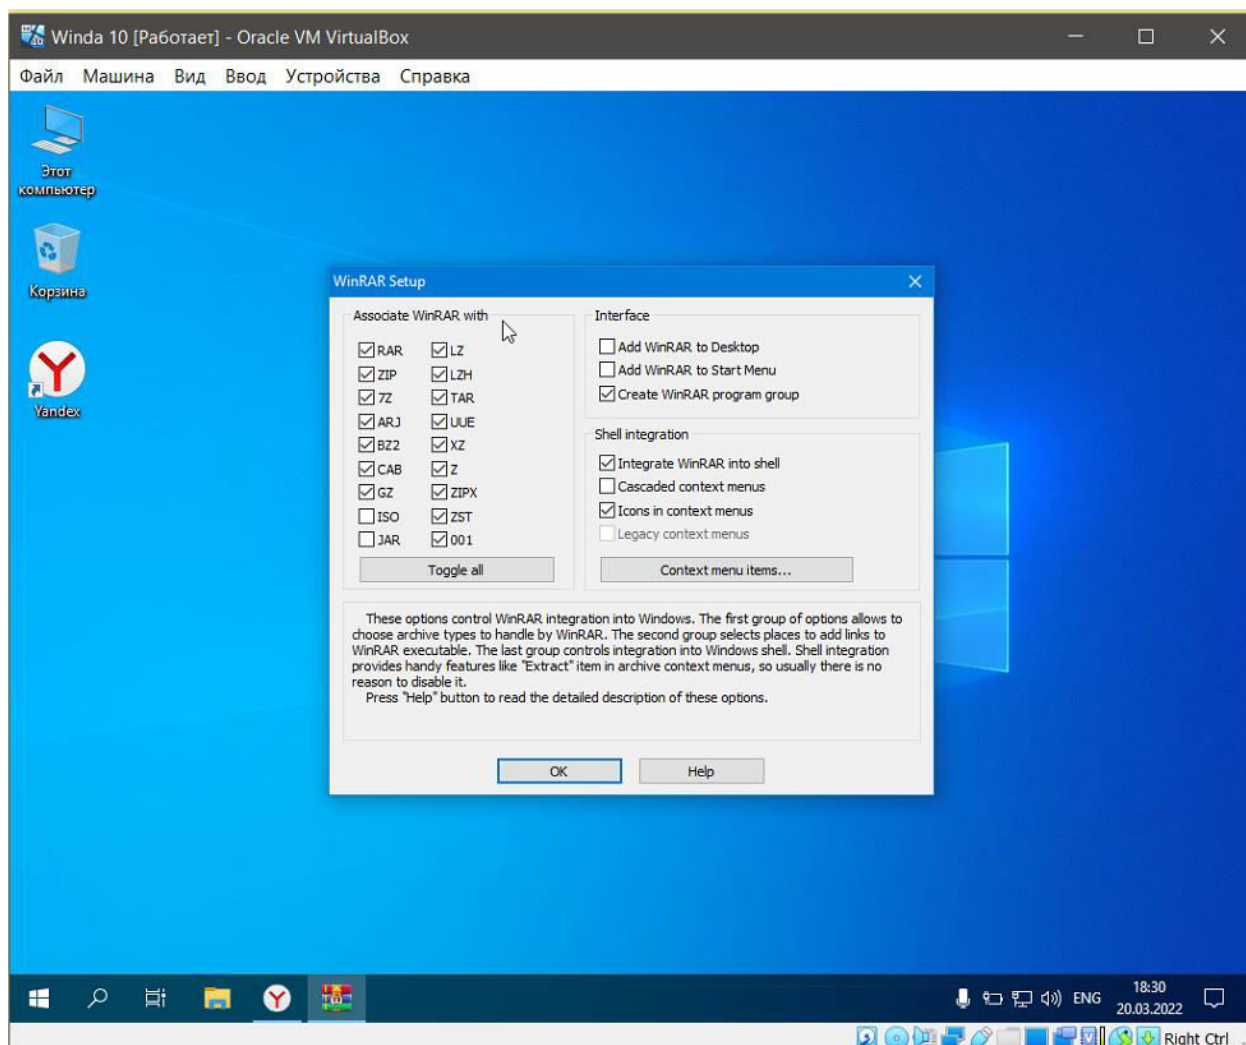 Winda 10 [Работает] - Oracle VM VirtualBox
Файл Машина Вид Ввод Устройства Справка
Этот
компьютер
Корзина
Yandex
WinRAR Setup
Associate WinRAR with
RAR LZ
ZIP LZH
7Z TAR
ARJ UUE
BZ2 XZ
CAB Z
GZ ZIPX
ISO ZST
JAR 001
Toggle all
Interface
Add WinRAR to Desktop
Add WinRAR to Start Menu
Create WinRAR program group
Shell integration
Integrate WinRAR into shell
Cascaded context menus
Icons in context menus
Legacy context menus
Context menu items...
These options control WinRAR integration into Windows. The first group of options allows to
choose archive types to handle by WinRAR. The second group selects places to add links to
WinRAR executable. The last group controls integration into Windows shell. Shell integration
provides handy features like "Extract" item in archive context menus, so usually there is no
reason to disable it.
Press "Help" button to read the detailed description of these options.
OK Help
ENG
18:30
20.03.2022
Right Ctrl